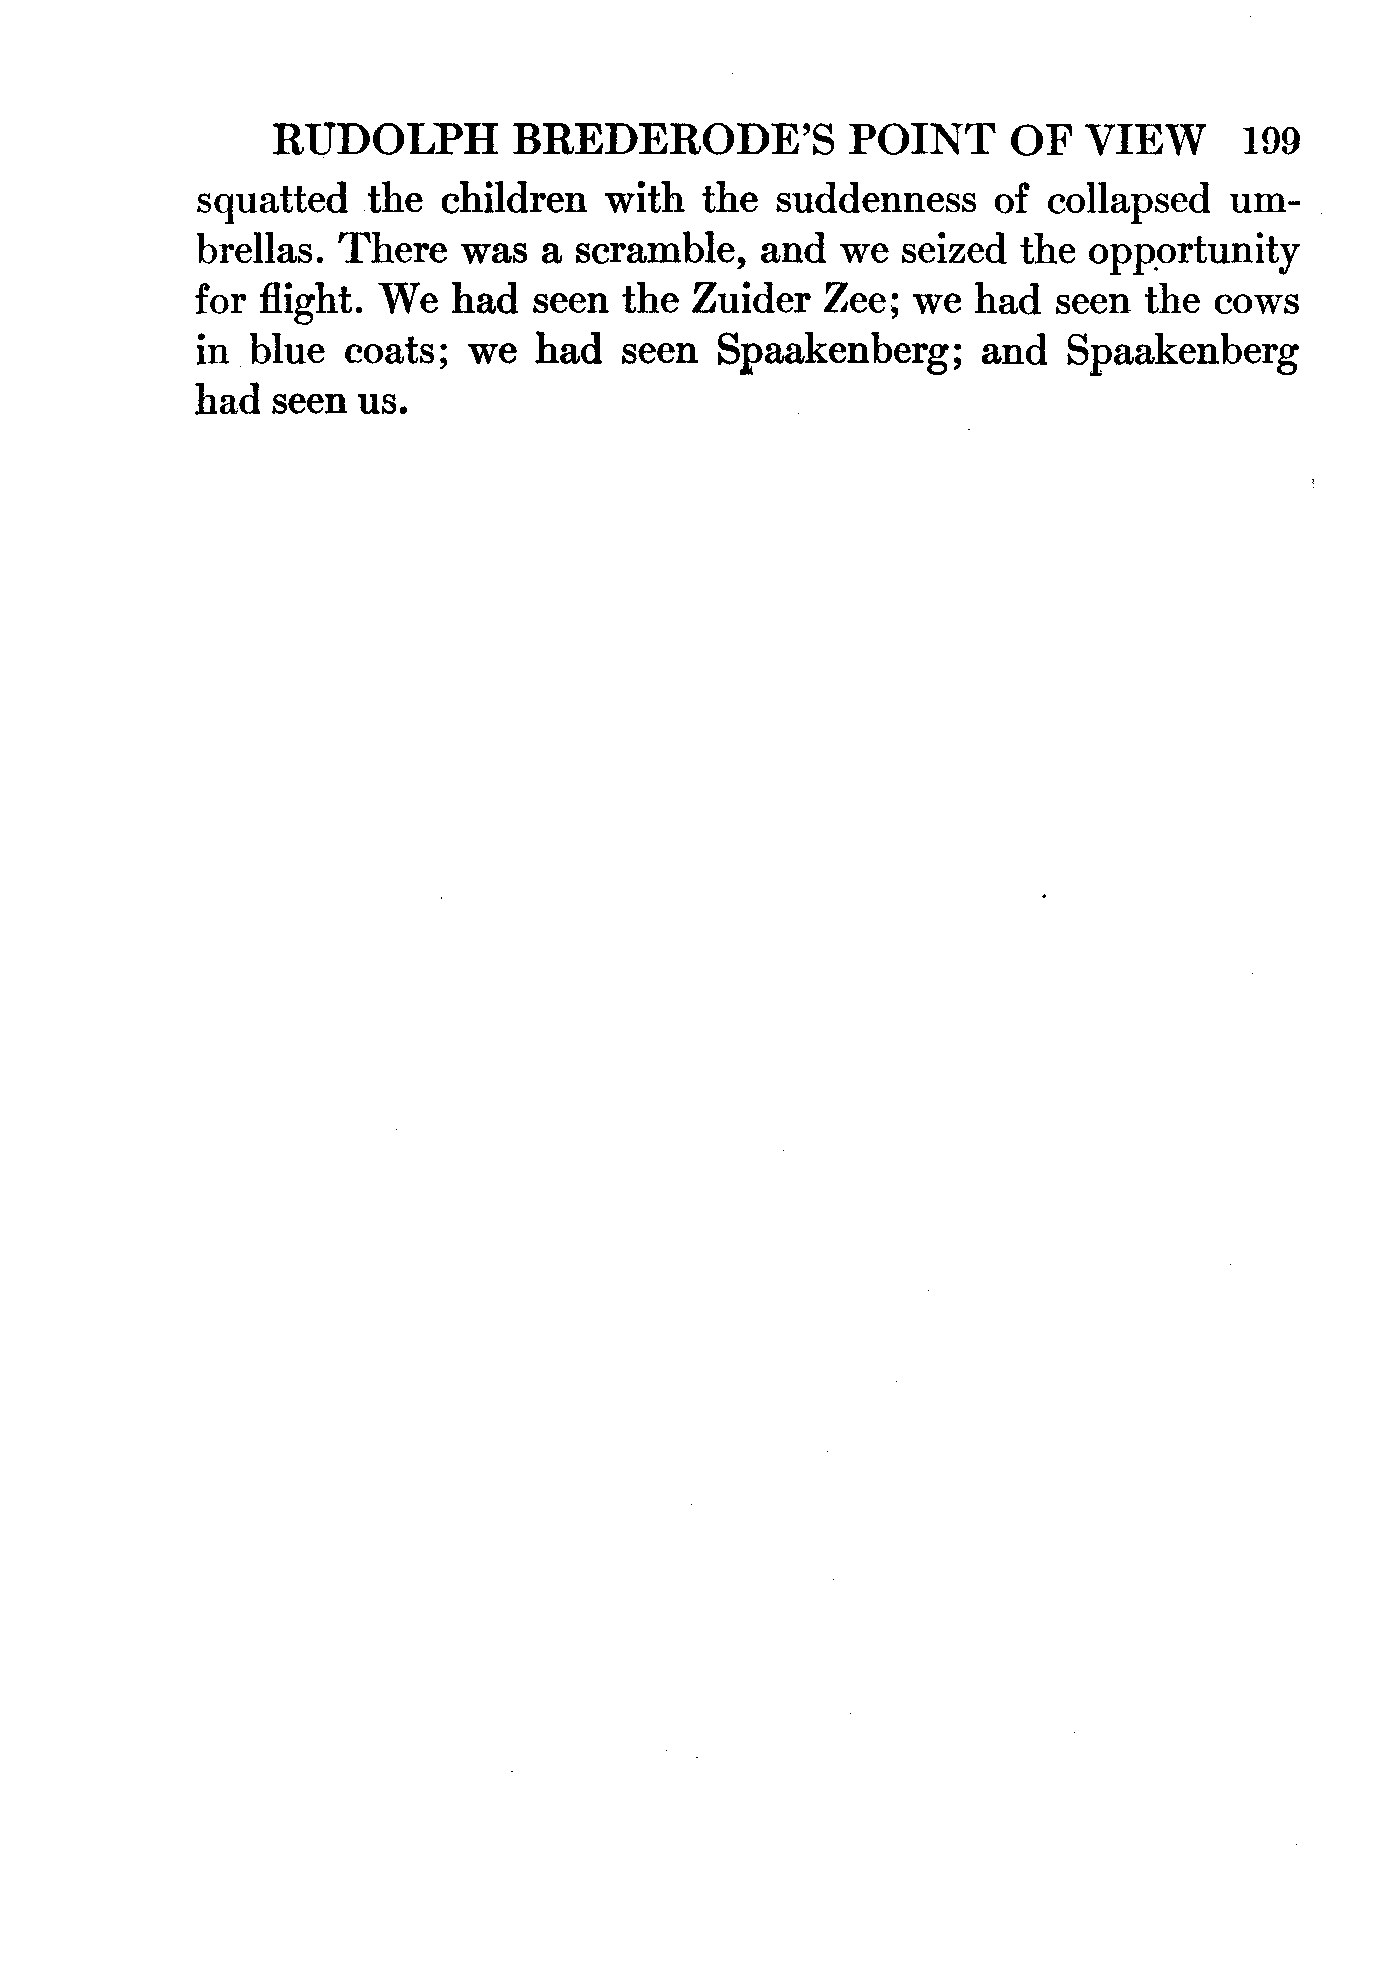 RUDOLPH BREDERODE'S POINT OF VIEW 199
squatted the children with the suddenness of collapsed um-
brellas. There was a scramble, and we seized the opportunity
for flight. We had seen the Zuider Zee; we had seen the cows
in blue coats; we had seen Spaakenberg; and Spaakenberg
had seen us.